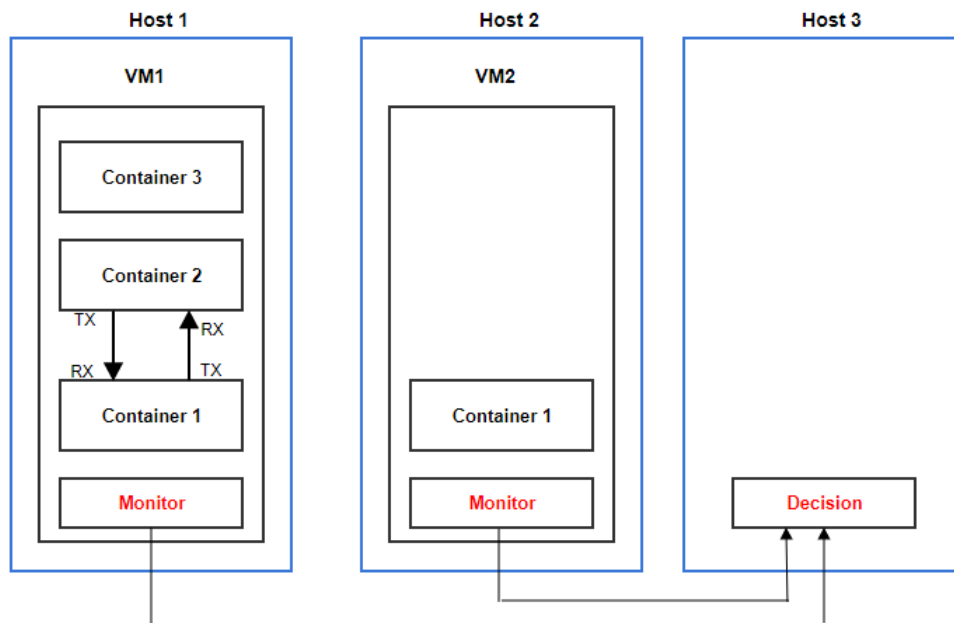 Host 1
Host 2
Host 3
VM1
VM2
Container 3
Container 2
TX
RX
RX
TX
Container 1
Container 1
Monitor
Monitor
Decision